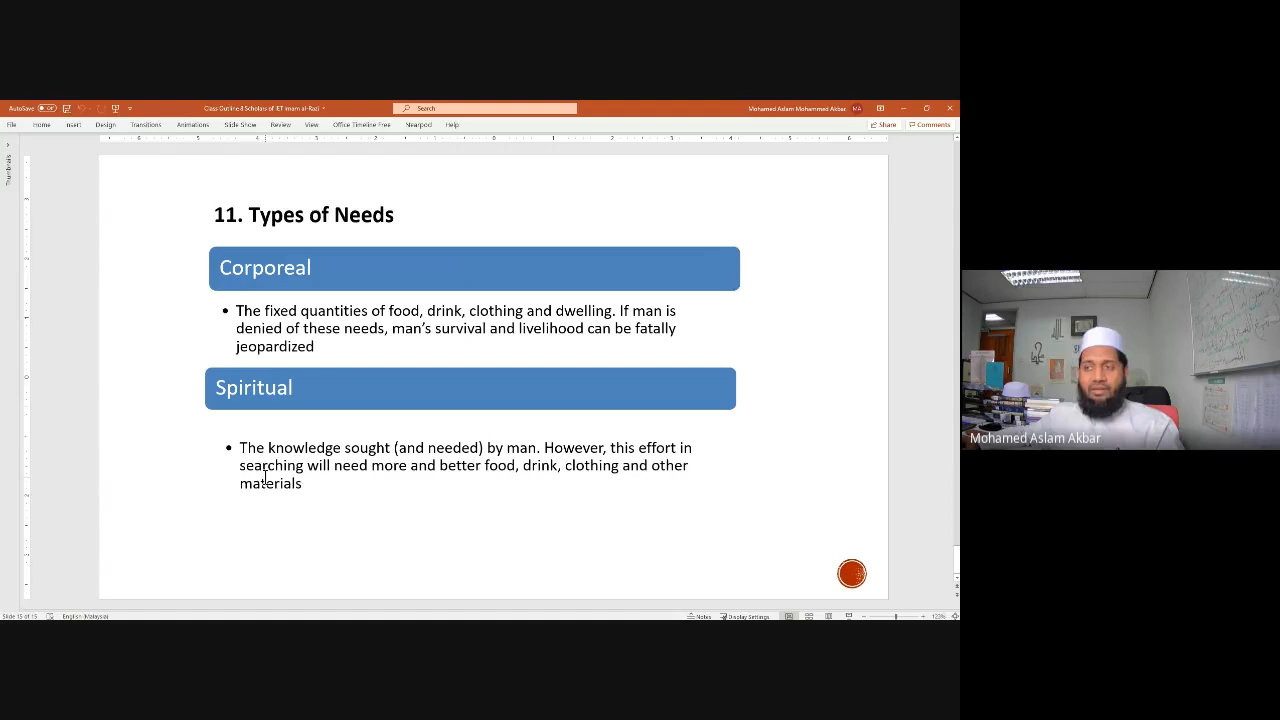 AutoSave
Class Outline 8 Scholars of IET Imam al-Razi
Search
Mohamed Aslam Mohammed Akbar
MA
File Home Insert Design Transitions Animations Slide Show Review View Office Timeline Free Nearpod Help
Share Comments
Thumbnails
11. Types of Needs
Corporeal
• The fixed quantities of food, drink, clothing and dwelling. If man is
denied of these needs, man's survival and livelihood can be fatally
jeopardized
Spiritual
• The knowledge sought (and needed) by man. However, this effort in
searching will need more and better food, drink, clothing and other
materials
Slide 15 of 15
English (Malaysia)
Notes Display Settings
123%
Mohamed Aslam Akbar